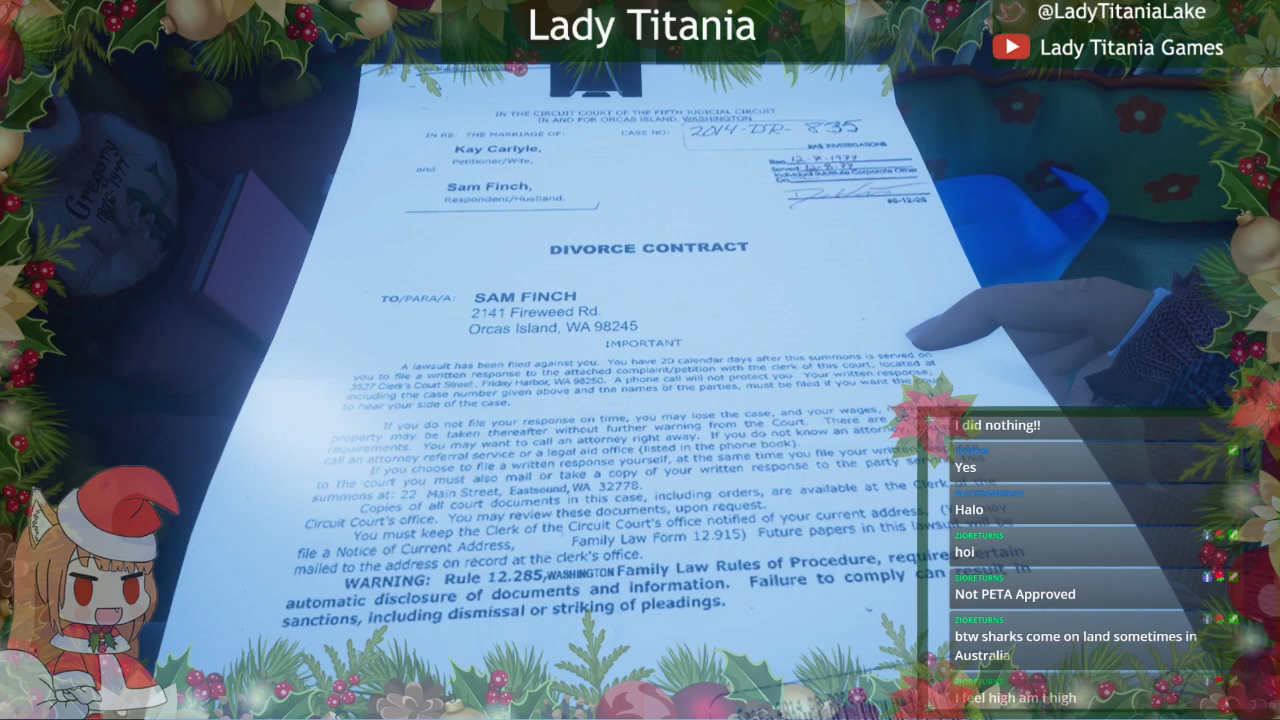 Lady Titania
@LadyTitaniaLake
Lady Titania Games
IN THE CIRCUIT COURT OF THE FIFTH JUDICIAL CIRCUIT
IN AND FOR ORCAS ISLAND, WASHINGTON
IN RE: THE MARRIAGE OF:
CASE NO:
2014-DR- 835
Kay Carlyle,
Petitioner/Wife,
and
Sam Finch,
Respondent/Husband.
Rec. 12-7-1977
Served 12-8-77
Individual Substitute Corporate Other
On
Gregory
1976 1977
DIVORCE CONTRACT
TO/PARA/A: SAM FINCH
2141 Fireweed Rd.
Orcas Island, WA 98245
IMPORTANT
A lawsuit has been filed against you. You have 20 calendar days after this summons is served on
you to file a written response to the attached complaint/petition with the clerk of this court, located at
3527 Clerk's Court Street, Friday Harbor, WA 98250. A phone call will not protect you. Your written response,
including the case number given above and the names of the parties, must be filed if you want the
to hear your side of the case.
If you do not file your response on time, you may lose the case, and your wages,
property may be taken thereafter without further warning from the Court. There are
requirements. You may want to call an attorney right away. If you do not know an attorney,
call an attorney referral service or a legal aid office (listed in the phone book).
If you choose to file a written response yourself, at the same time you file your written
to the court you must also mail or take a copy of your written response to the party
summons at: 22 Main Street, Eastsound, WA 32778.
Copies of all court documents in this case, including orders, are available at the Clerk of the
Circuit Court's office. You may review these documents, upon request.
You must keep the Clerk of the Circuit Court's office notified of your current address.
file a Notice of Current Address, Family Law Form 12.915) Future papers in this lawsuit will be
mailed to the address on record at the clerk's office.
WARNING: Rule 12.285, WASHINGTON Family Law Rules of Procedure, requires certain
automatic disclosure of documents and information. Failure to comply can result in
sanctions, including dismissal or striking of pleadings.
I did nothing!!
Yes
Halo
ZIORETURNS
hoi
ZIORETURNS
Not PETA Approved
ZIORETURNS
btw sharks come on land sometimes in
Australia
ZIORETURNS
I feel high am i high